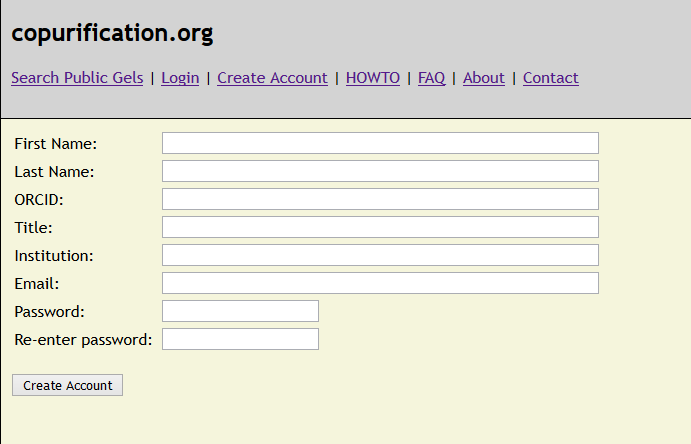 copurification.org
Search Public Gels | Login | Create Account | HOWTO | FAQ | About | Contact
First Name:
Last Name:
ORCID:
Title:
Institution:
Email:
Password:
Re-enter password:
Create Account